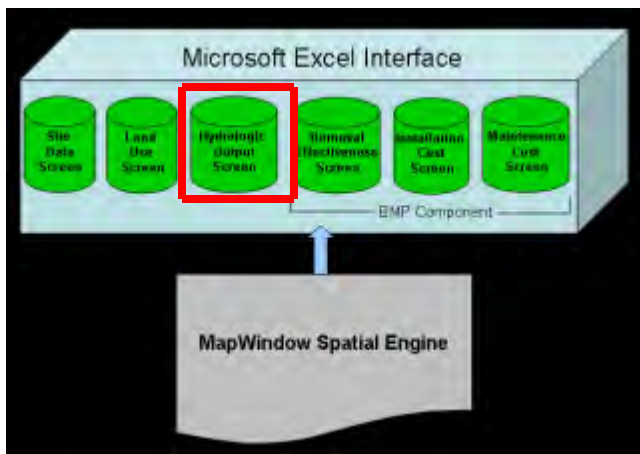 Microsoft Excel Interface
Site
Data
Screen
Land
Use
Screen
Hydrologic
Output
Screen
Removal
Effectiveness
Screen
Installation
Cost
Screen
Maintenance
Cost
Screen
BMP Component
MapWindow Spatial Engine